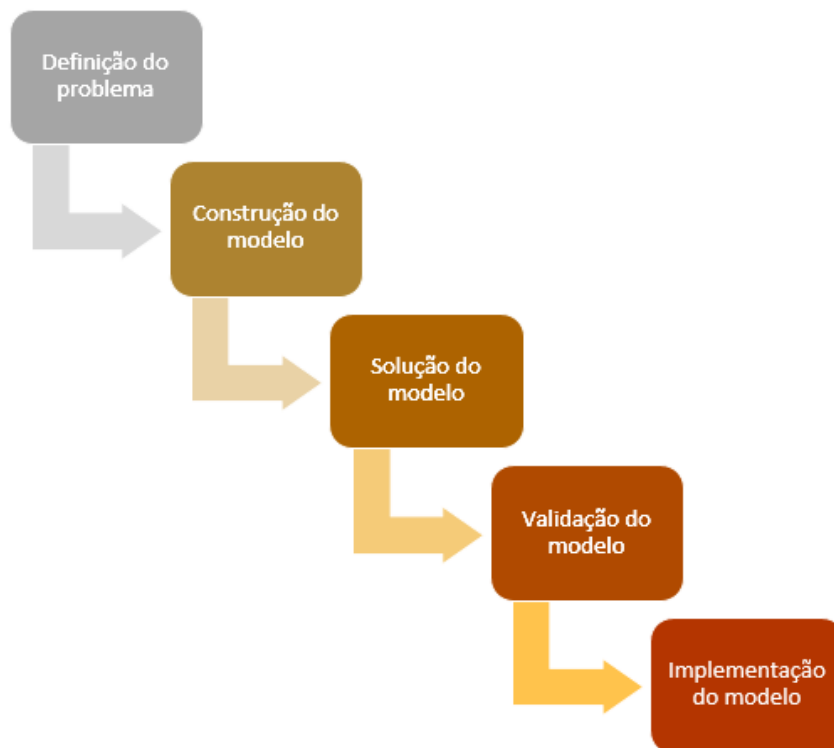 Definição do
problema
Construção do
modelo
Solução do
modelo
Validação do
modelo
Implementação
do modelo